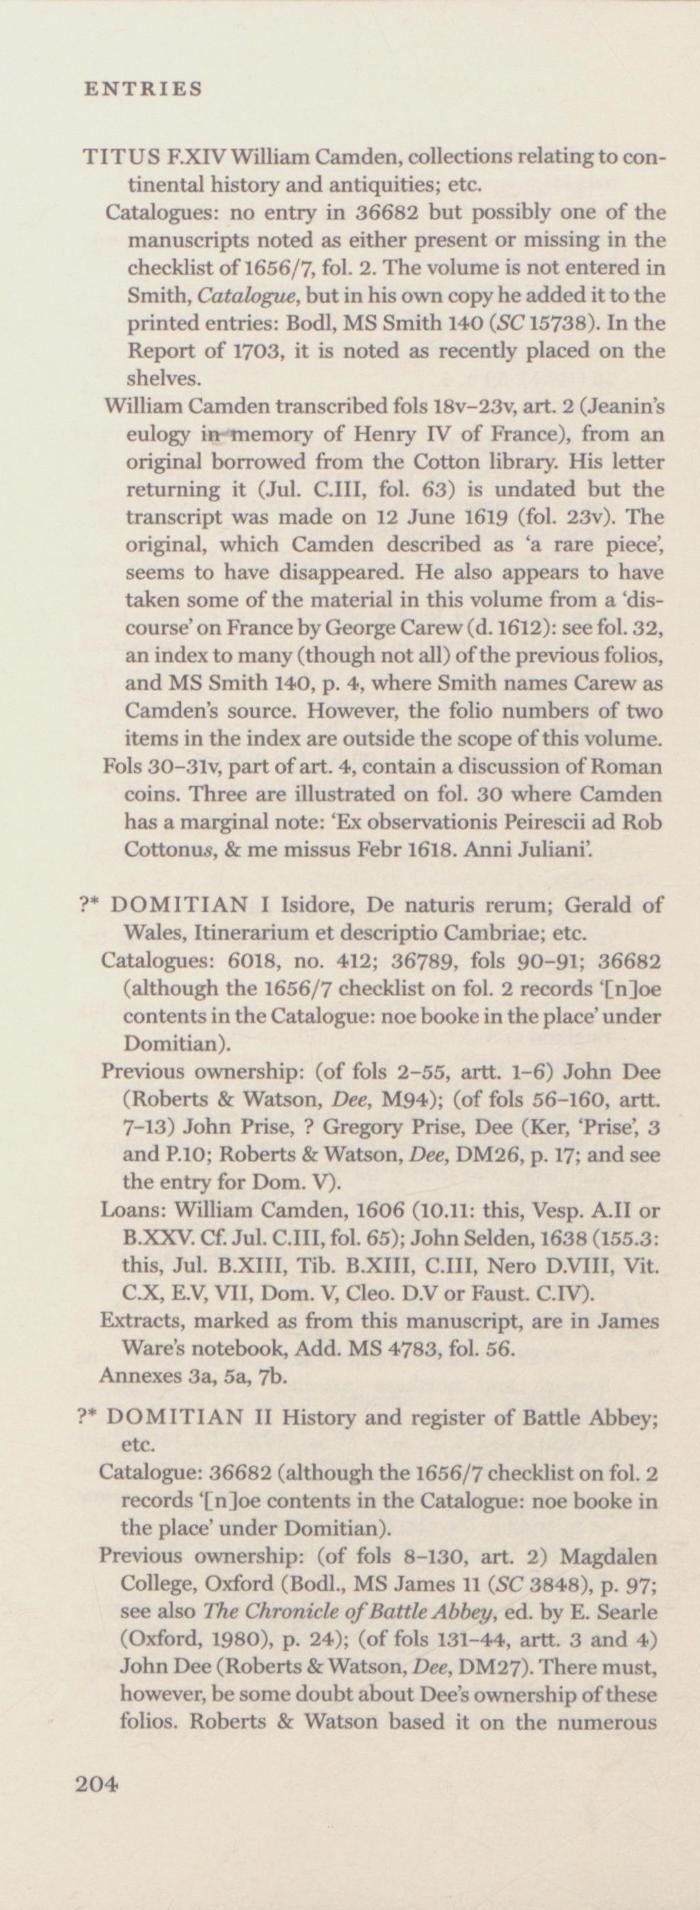 ENTRIES
TITUS F.XIV William Camden, collections relating to con-
tinental history and antiquities; etc.
Catalogues: no entry in 36682 but possibly one of the
manuscripts noted as either present or missing in the
checklist of 1656/7, fol. 2. The volume is not entered in
Smith, Catalogue, but in his own copy he added it to the
printed entries: Bodl, MS Smith 140 (SC 15738). In the
Report of 1703, it is noted as recently placed on the
shelves.
William Camden transcribed fols 18v–23v, art. 2 (Jeanin's
eulogy in memory of Henry IV of France), from an
original borrowed from the Cotton library. His letter
returning it (Jul. C.III, fol. 63) is undated but the
transcript was made on 12 June 1619 (fol. 23v). The
original, which Camden described as 'a rare piece',
seems to have disappeared. He also appears to have
taken some of the material in this volume from a 'dis-
course' on France by George Carew (d. 1612): see fol. 32,
an index to many (though not all) of the previous folios,
and MS Smith 140, p. 4, where Smith names Carew as
Camden's source. However, the folio numbers of two
items in the index are outside the scope of this volume.
Fols 30–31v, part of art. 4, contain a discussion of Roman
coins. Three are illustrated on fol. 30 where Camden
has a marginal note: 'Ex observationis Peirescii ad Rob
Cottonus, & me missus Febr 1618. Anni Juliani'.
?* DOMITIAN I Isidore, De naturis rerum; Gerald of
Wales, Itinerarium et descriptio Cambriae; etc.
Catalogues: 6018, no. 412; 36789, fols 90–91; 36682
(although the 1656/7 checklist on fol. 2 records '[n]oe
contents in the Catalogue: noe booke in the place' under
Domitian).
Previous ownership: (of fols 2–55, artt. 1–6) John Dee
(Roberts & Watson, Dee, M94); (of fols 56–160, artt.
7–13) John Prise, ? Gregory Prise, Dee (Ker, 'Prise', 3
and P.10; Roberts & Watson, Dee, DM26, p. 17; and see
the entry for Dom. V).
Loans: William Camden, 1606 (10.11: this, Vesp. A.II or
B.XXV. Cf. Jul. C.III, fol. 65); John Selden, 1638 (155.3:
this, Jul. B.XIII, Tib. B.XIII, C.III, Nero D.VIII, Vit.
C.X, E.V, VII, Dom. V, Cleo. D.V or Faust. C.IV).
Extracts, marked as from this manuscript, are in James
Ware's notebook, Add. MS 4783, fol. 56.
Annexes 3a, 5a, 7b.
?* DOMITIAN II History and register of Battle Abbey;
etc.
Catalogue: 36682 (although the 1656/7 checklist on fol. 2
records '[n]oe contents in the Catalogue: noe booke in
the place' under Domitian).
Previous ownership: (of fols 8–130, art. 2) Magdalen
College, Oxford (Bodl., MS James 11 (SC 3848), p. 97;
see also The Chronicle of Battle Abbey, ed. by E. Searle
(Oxford, 1980), p. 24); (of fols 131–44, artt. 3 and 4)
John Dee (Roberts & Watson, Dee, DM27). There must,
however, be some doubt about Dee's ownership of these
folios. Roberts & Watson based it on the numerous
204